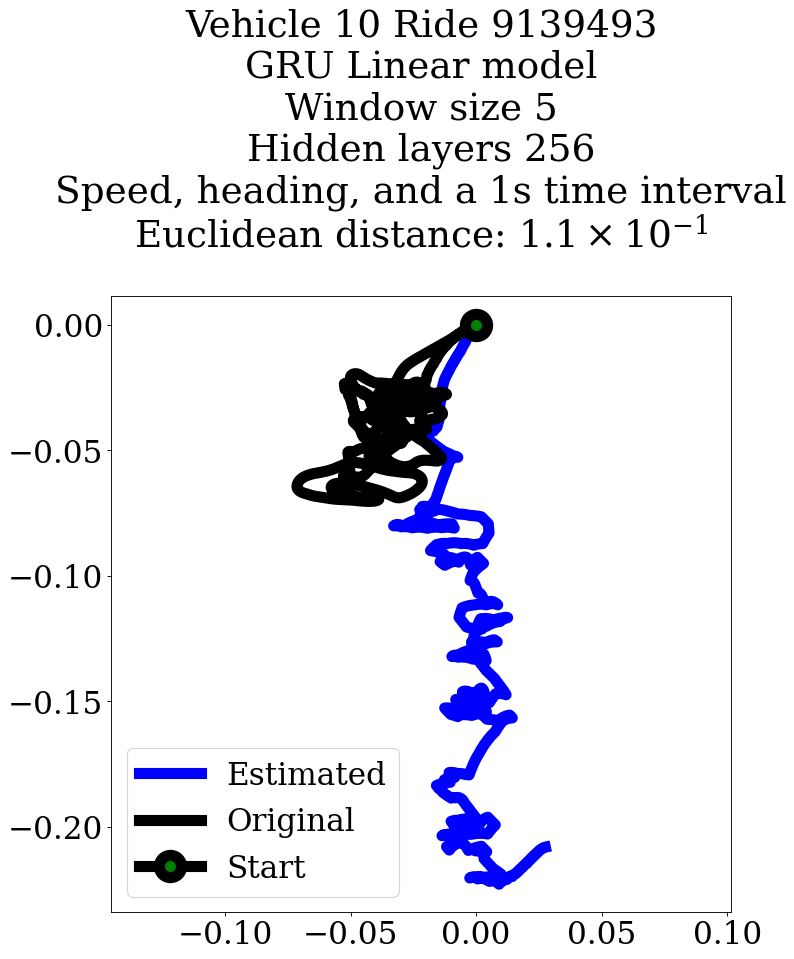 Vehicle 10 Ride 9139493
GRU Linear model
Window size 5
Hidden layers 256
Speed, heading, and a 1s time interval
Euclidean distance: 1.1 × 10⁻¹
0.00
−0.05
−0.10
−0.15
−0.20
Estimated
Original
Start
−0.10 −0.05 0.00 0.05 0.10